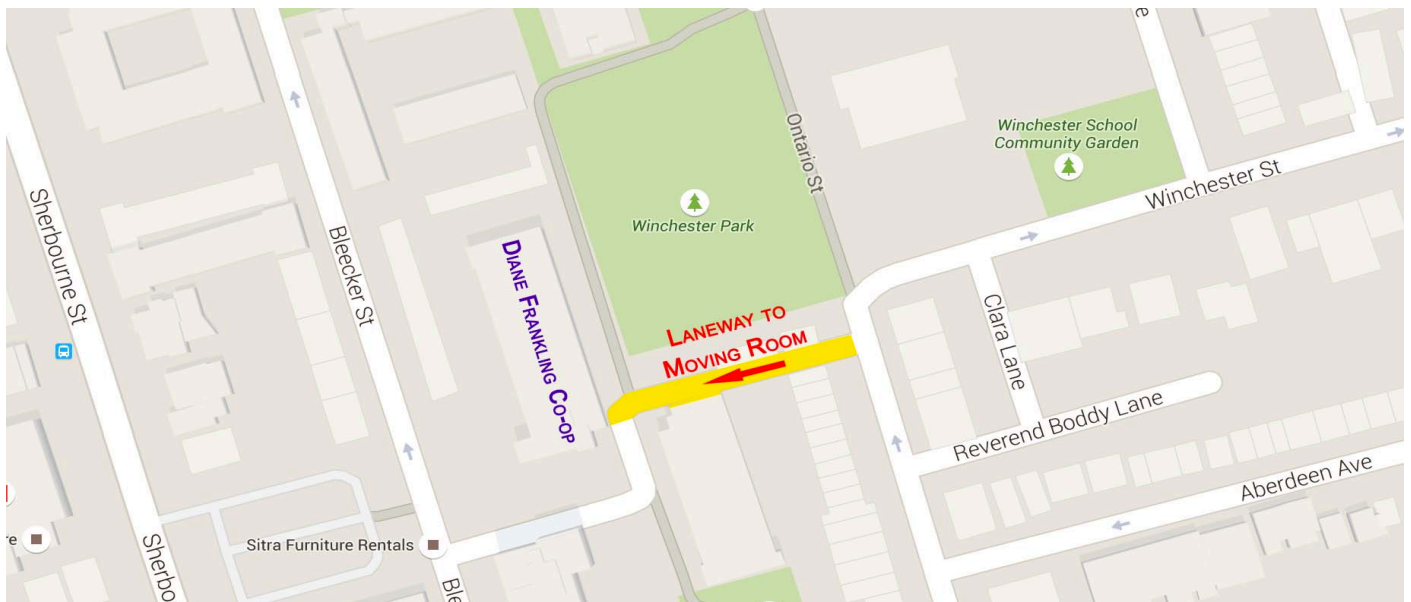 Winchester School
Community Garden
Ontario St
Winchester St
Sherbourne St
Bleecker St
Winchester Park
Diane Frankling Co-op
Laneway to
Moving Room
Clara Lane
Reverend Boddy Lane
Aberdeen Ave
Sitra Furniture Rentals
re
Sherbo
Ble
e